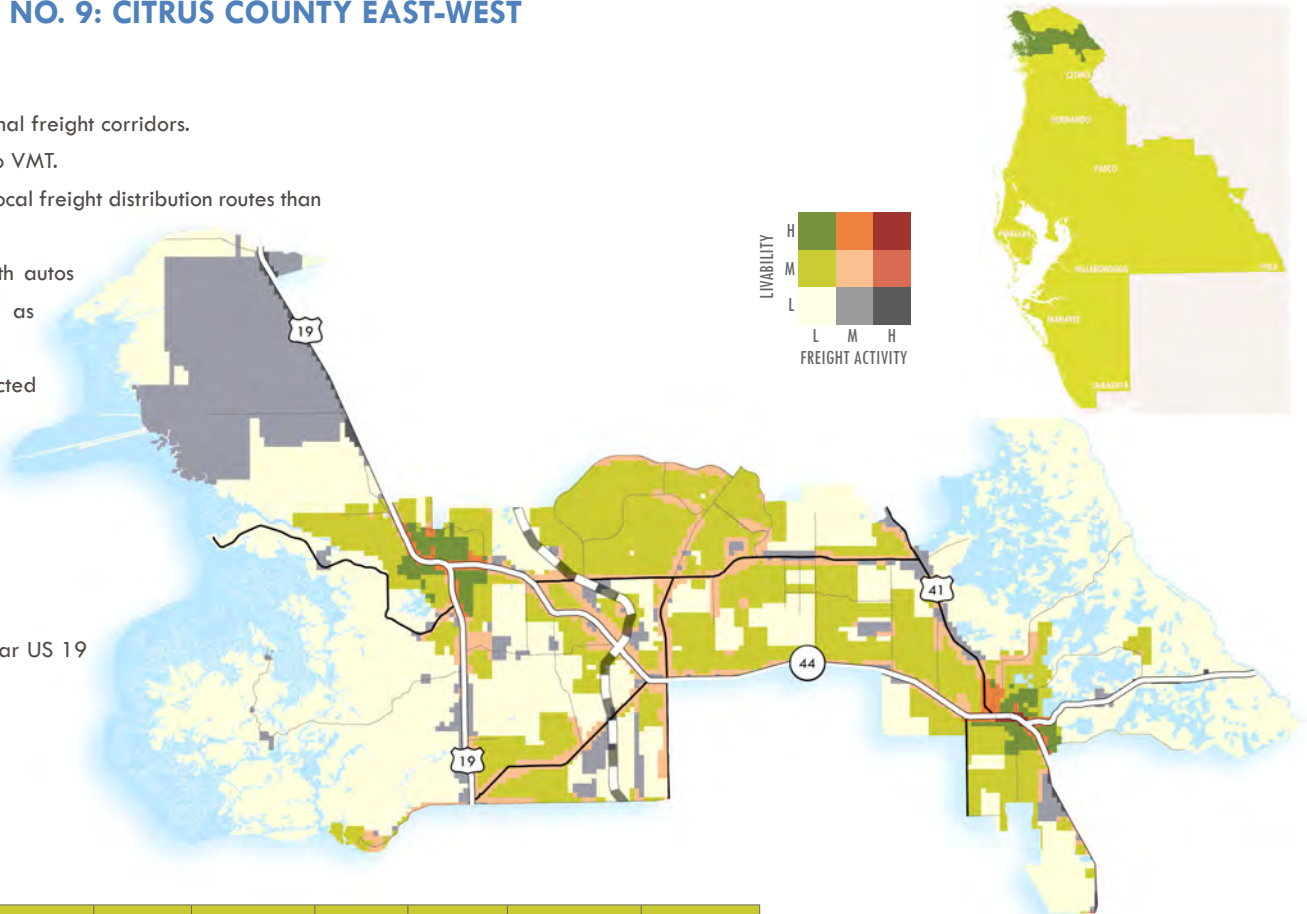 NO. 9: CITRUS COUNTY EAST-WEST
nal freight corridors.
o VMT.
ocal freight distribution routes than
th autos
as
cted
ar US 19
LIVABILITY
H
M
L
L M H
FREIGHT ACTIVITY
CITRUS
HERNANDO
PASCO
PINELLAS
HILLSBOROUGH
POLK
MANATEE
SARASOTA
19
41
44
19